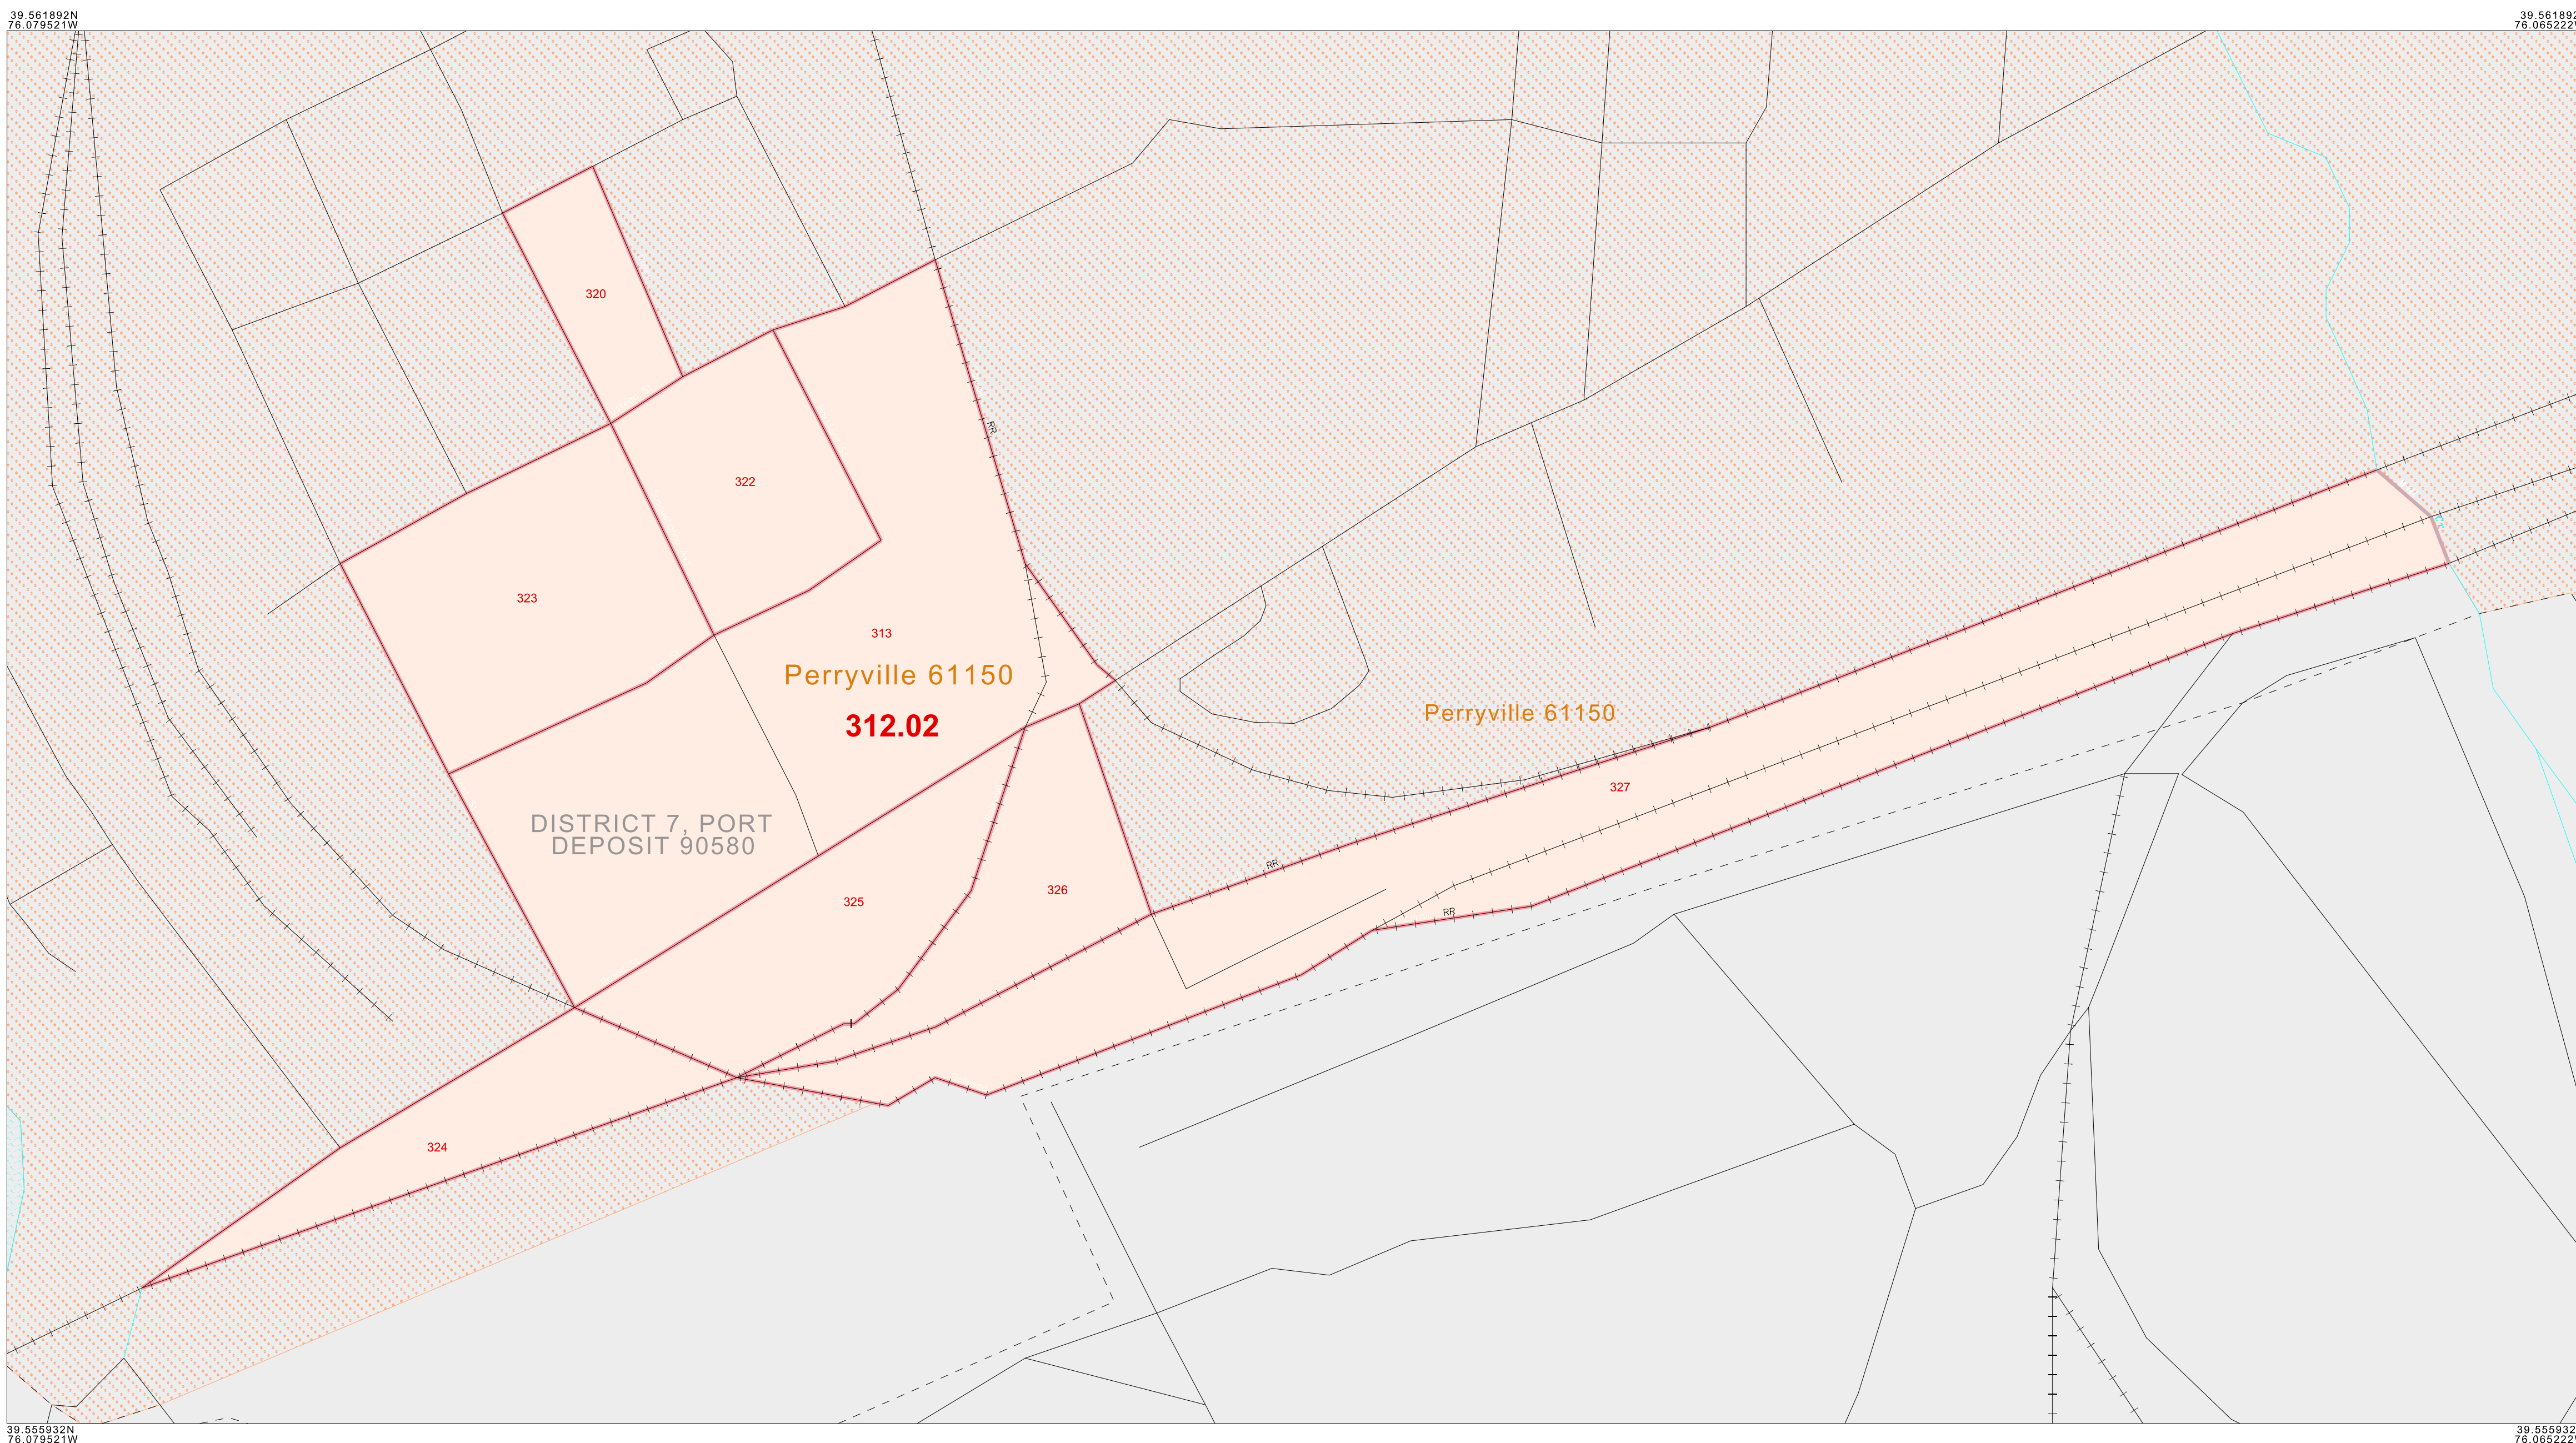 39.561892N
76.079521W
39.561892
76.065222
320
RR
322
323
313
Perryville 61150
312.02
Perryville 61150
327
DISTRICT 7, PORT
DEPOSIT 90580
RR
326
325
RR
324
39.555932N
76.079521W
39.555932
76.065222